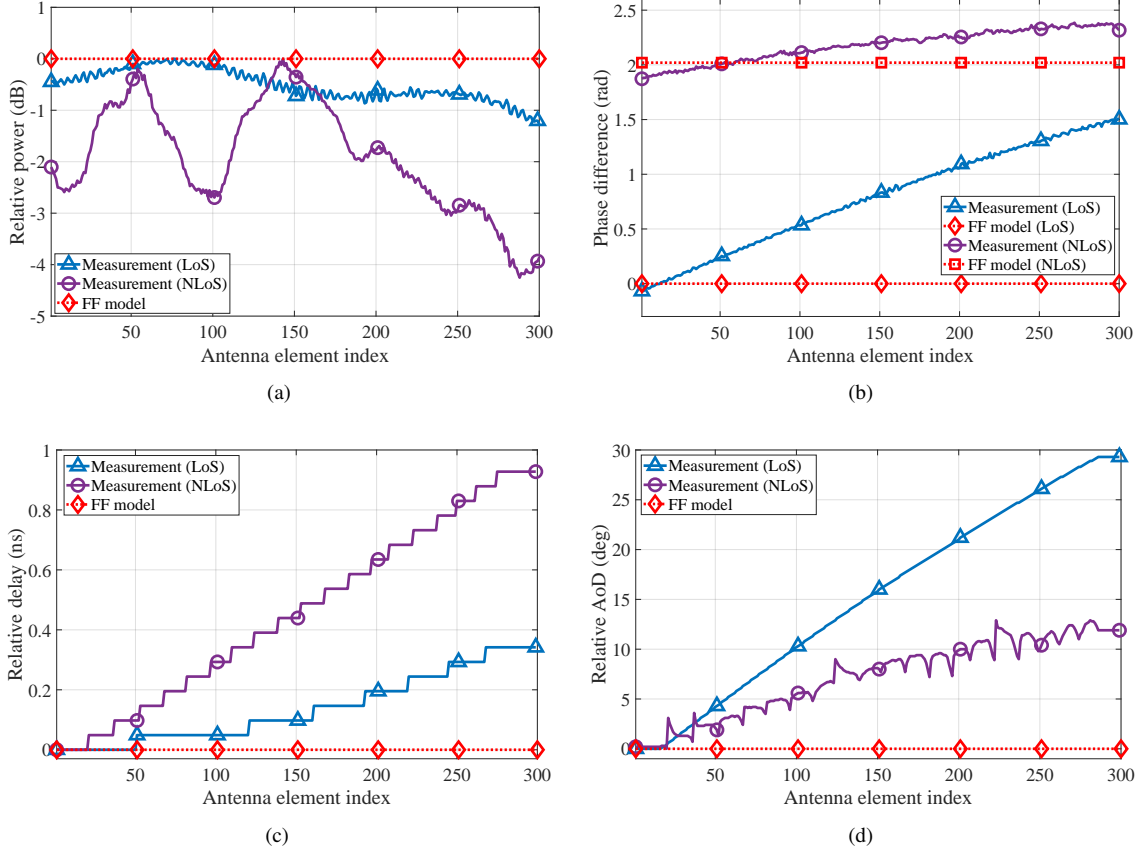 1
0
-1
-2
-3
-4
-5
Relative power (dB)
Measurement (LoS)
Measurement (NLoS)
FF model
50
100
150
200
250
300
Antenna element index
(a)
2.5
2
1.5
1
0.5
0
Phase difference (rad)
Measurement (LoS)
FF model (LoS)
Measurement (NLoS)
FF model (NLoS)
50
100
150
200
250
300
Antenna element index
(b)
1
0.8
0.6
0.4
0.2
0
Relative delay (ns)
Measurement (LoS)
Measurement (NLoS)
FF model
50
100
150
200
250
300
Antenna element index
(c)
30
25
20
15
10
5
0
Relative AoD (deg)
Measurement (LoS)
Measurement (NLoS)
FF model
50
100
150
200
250
300
Antenna element index
(d)